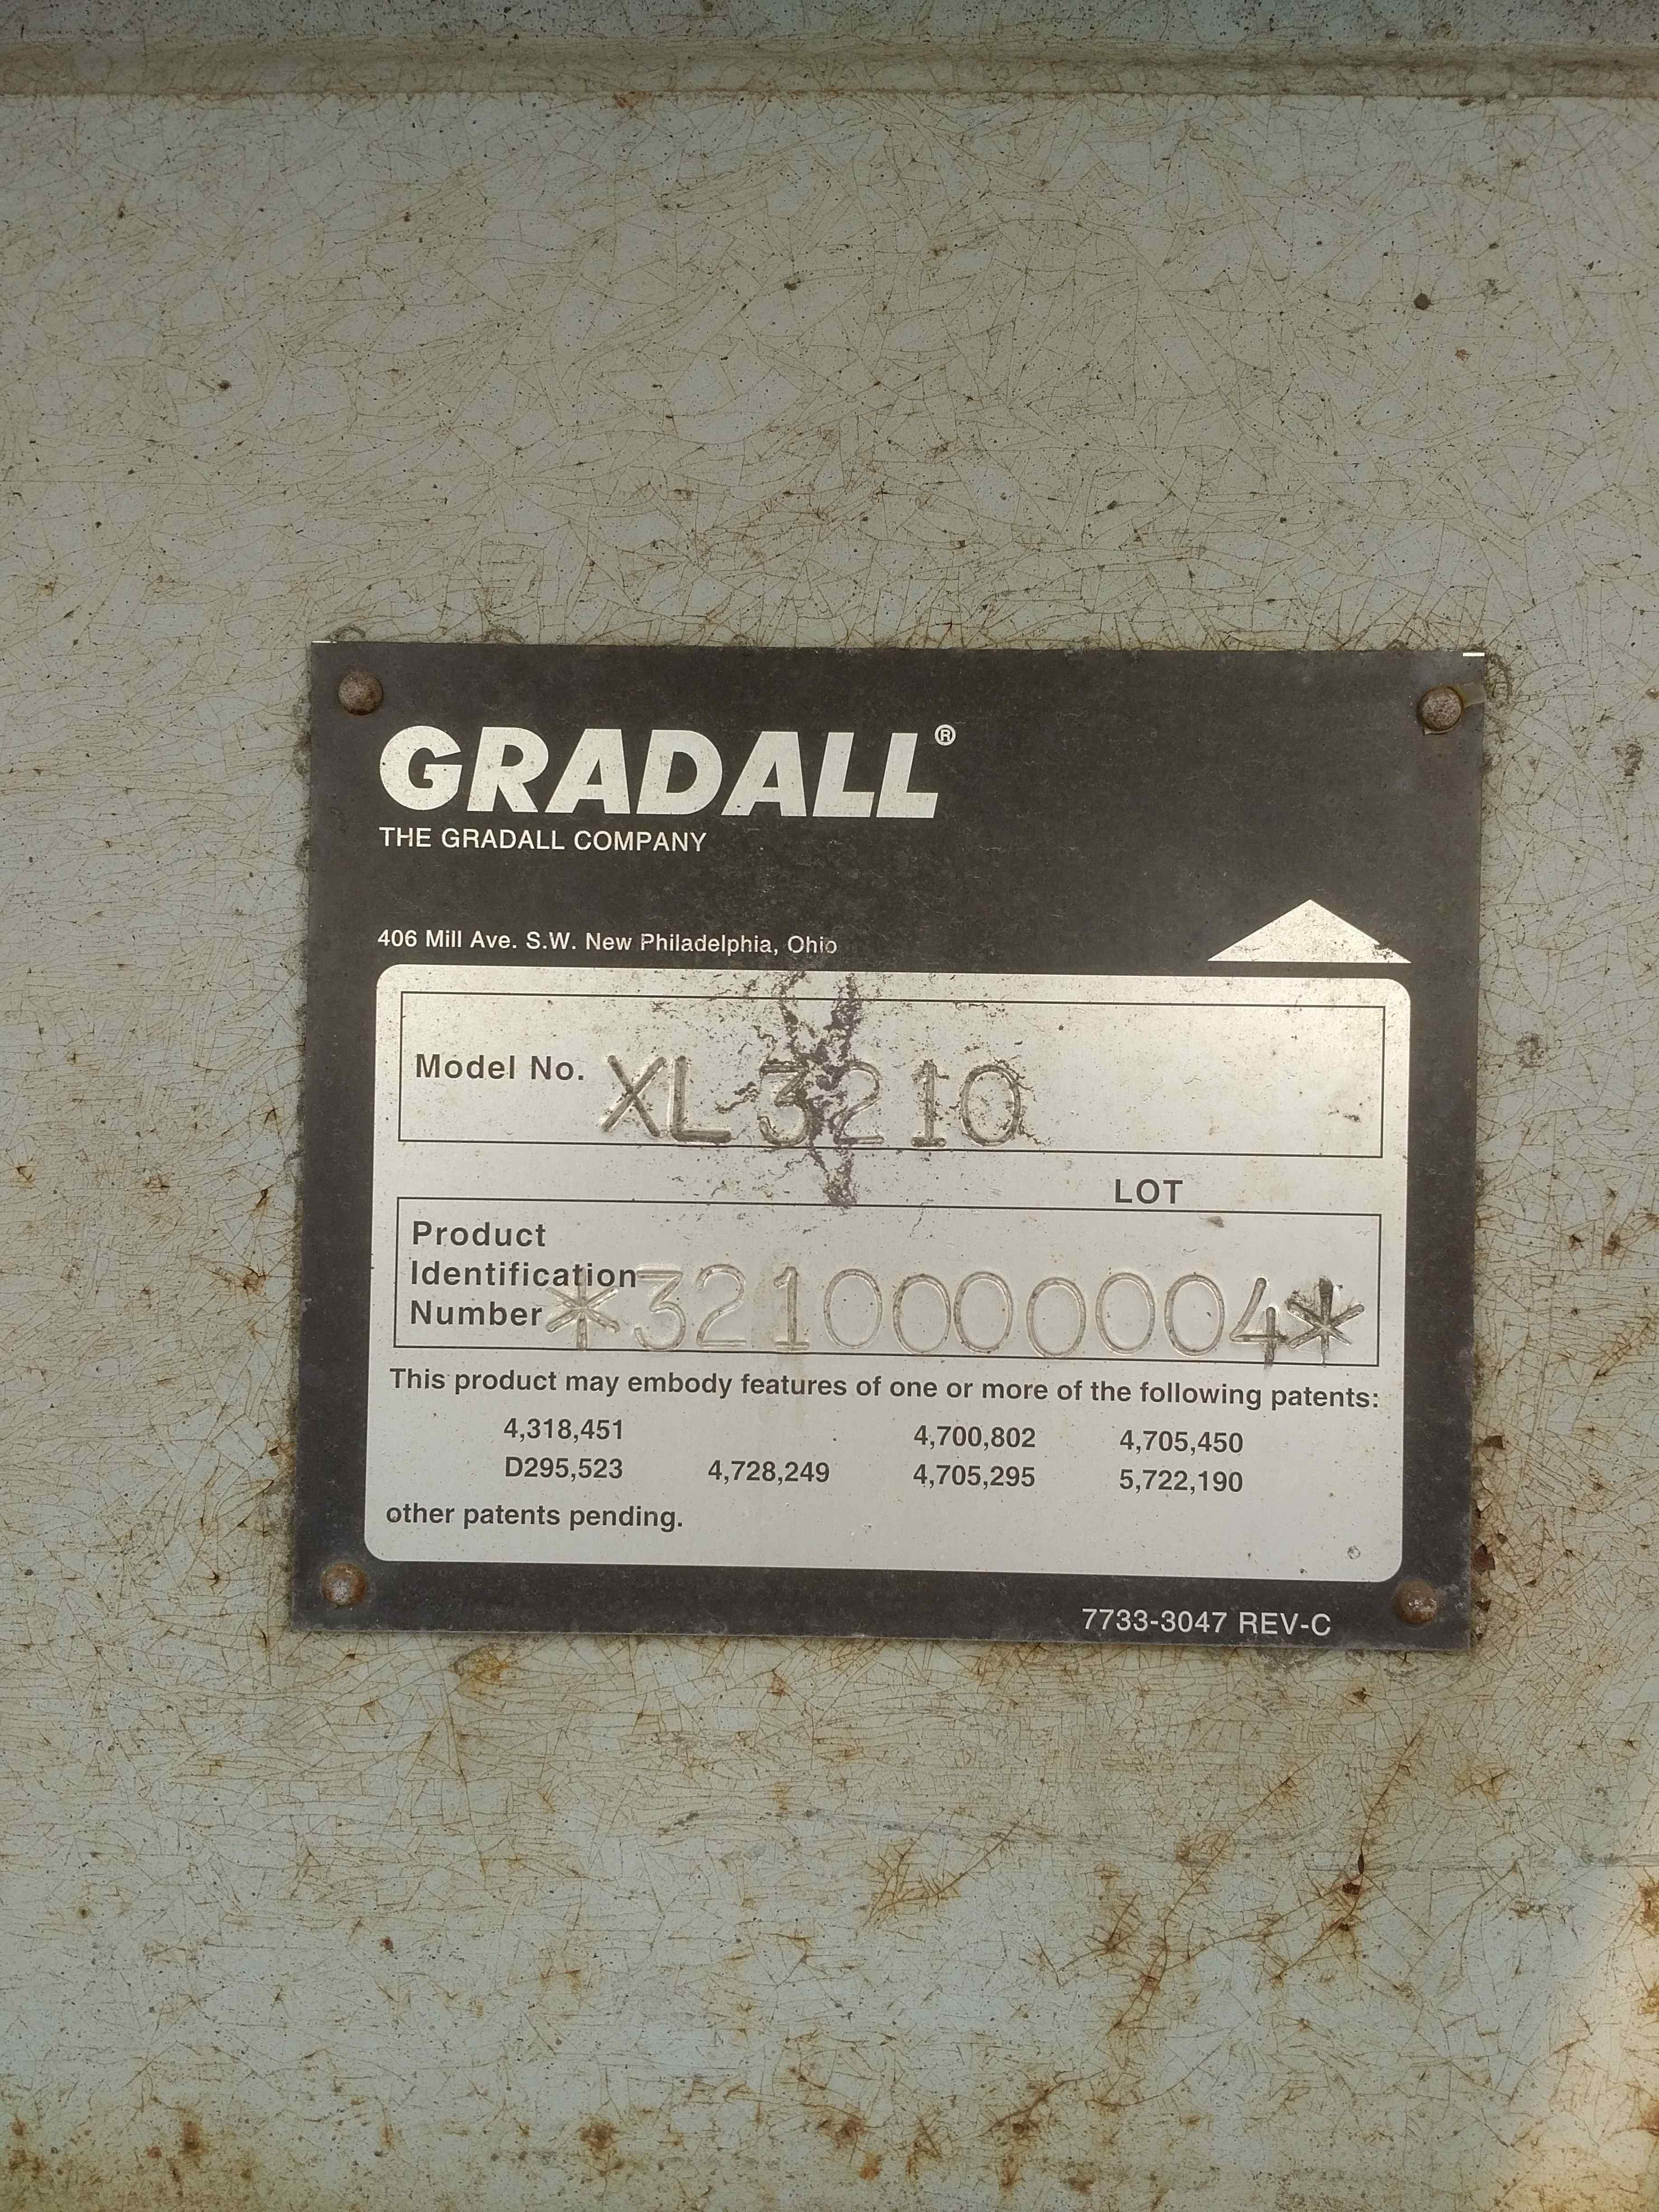 GRADALL®
THE GRADALL COMPANY
406 Mill Ave. S.W. New Philadelphia, Ohio
Model No. XL 3210
LOT
Product
Identification
Number *3210000004*
This product may embody features of one or more of the following patents:
4,318,451 4,700,802 4,705,450
D295,523 4,728,249 4,705,295 5,722,190
other patents pending.
7733-3047 REV-C